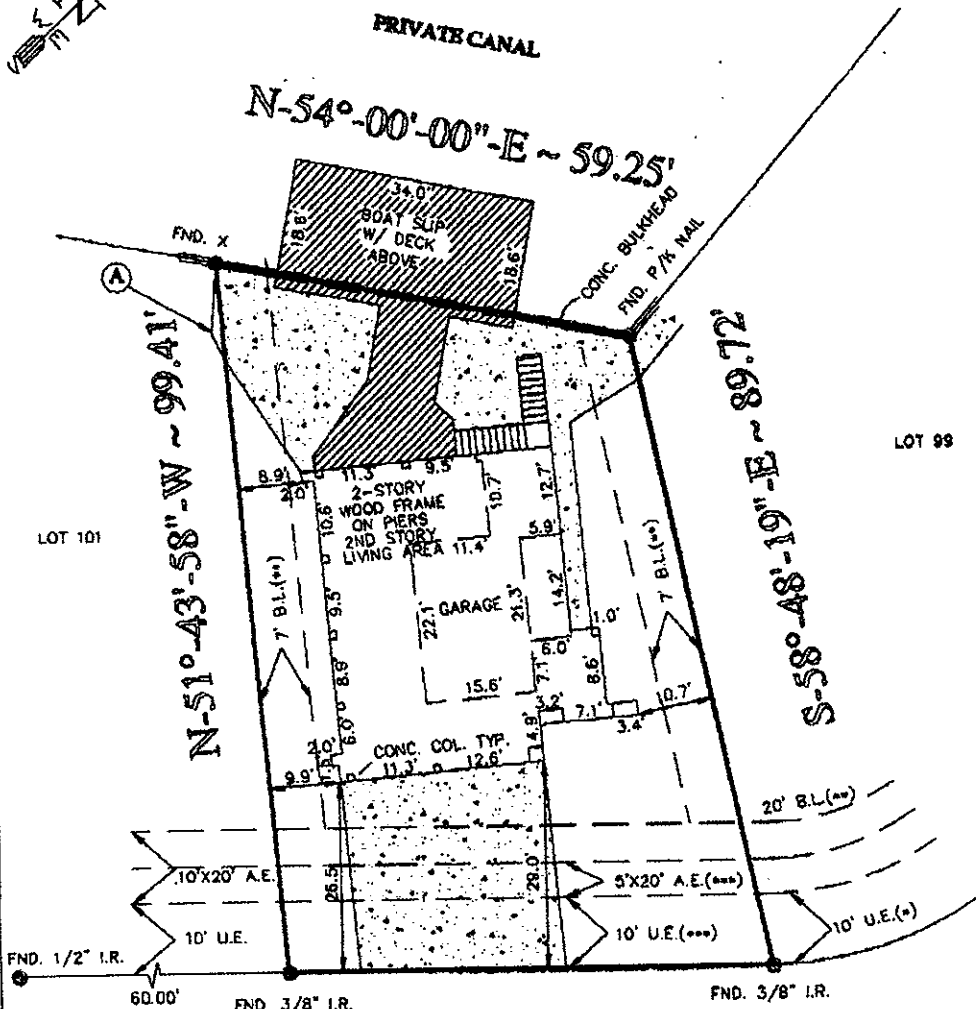 PRIVATE CANAL
N-54°-00'-00"-E ~ 59.25'
34.0'
BOAT SLIP
W/ DECK
ABOVE
18.6'
18.6'
CONC. BULKHEAD
FND. P/K NAIL
FND. X
A
N-51°-43'-58"-W ~ 99.41'
S-58°-48'-19"-E ~ 89.72'
LOT 99
LOT 101
8.9'
2.0'
11.3'
9.5'
2-STORY
WOOD FRAME
ON PIERS
2ND STORY
LIVING AREA
10.6'
10.7'
12.7'
11.4'
5.9'
7' B.L.(**)
7' B.L.(**)
9.5'
22.1'
GARAGE
21.3'
14.2'
1.0'
6.0'
8.9'
7.1'
8.6'
15.6'
6.0'
3.2'
7.1'
3.4'
10.7'
4.9'
2.0'
CONC. COL. TYP.
9.9'
11.3'
12.6'
20' B.L.(**)
10'X20' A.E.
26.5'
29.0'
5'X20' A.E.(***)
10' U.E.
10' U.E.(***)
10' U.E.(*)
FND. 1/2" I.R.
60.00'
FND. 3/8" I.R.
FND. 3/8" I.R.